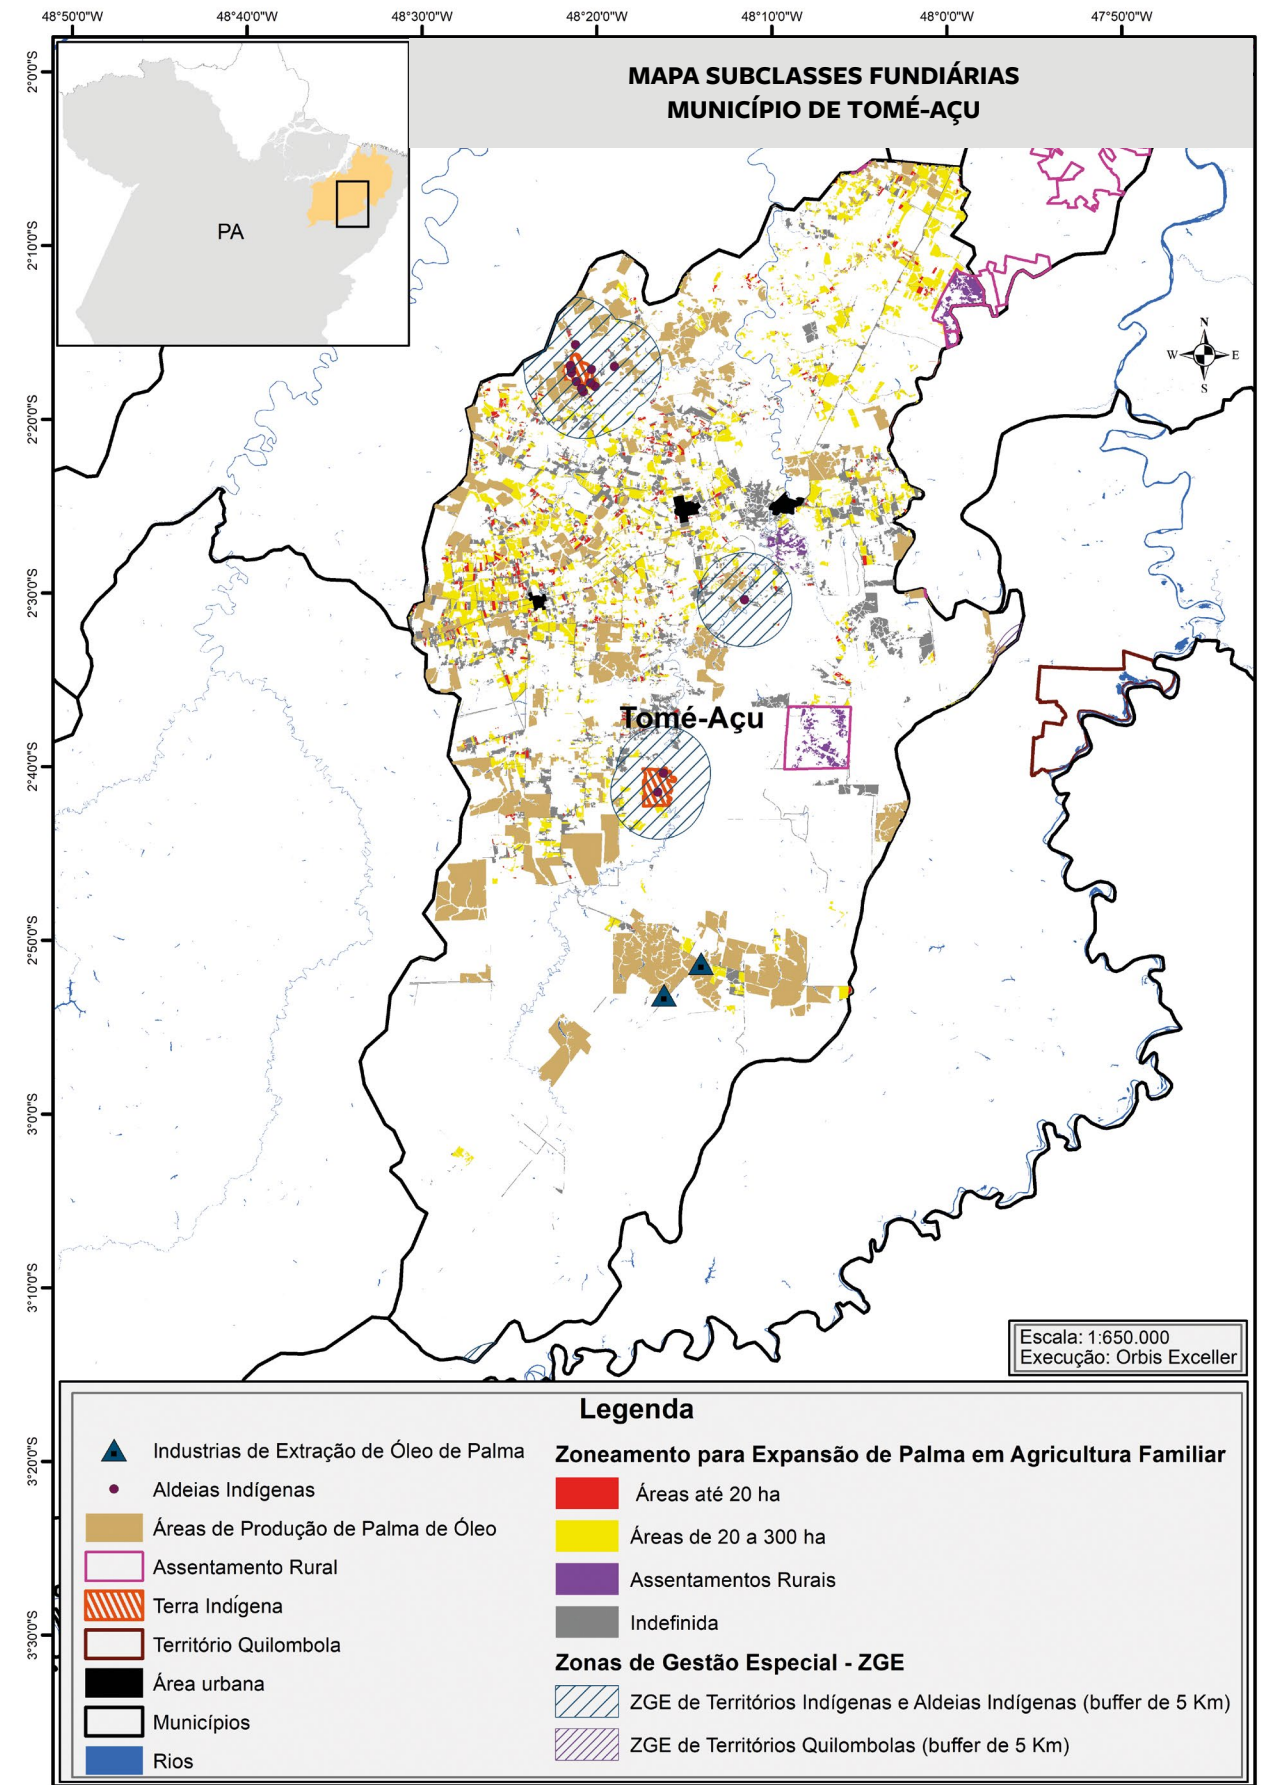 48°50'0"W 48°40'0"W 48°30'0"W 48°20'0"W 48°10'0"W 48°0'0"W 47°50'0"W
MAPA SUBCLASSES FUNDIÁRIAS
MUNICÍPIO DE TOMÉ-AÇU
PA
2°0'0"S
2°10'0"S
2°20'0"S
2°30'0"S
2°40'0"S
2°50'0"S
3°0'0"S
3°10'0"S
3°20'0"S
3°30'0"S
N
W E
S
Tomé-Açu
Escala: 1:650.000
Execução: Orbis Exceller
Legenda
Industrias de Extração de Óleo de Palma
Aldeias Indígenas
Áreas de Produção de Palma de Óleo
Assentamento Rural
Terra Indígena
Território Quilombola
Área urbana
Municípios
Rios
Zoneamento para Expansão de Palma em Agricultura Familiar
Áreas até 20 ha
Áreas de 20 a 300 ha
Assentamentos Rurais
Indefinida
Zonas de Gestão Especial - ZGE
ZGE de Territórios Indígenas e Aldeias Indígenas (buffer de 5 Km)
ZGE de Territórios Quilombolas (buffer de 5 Km)